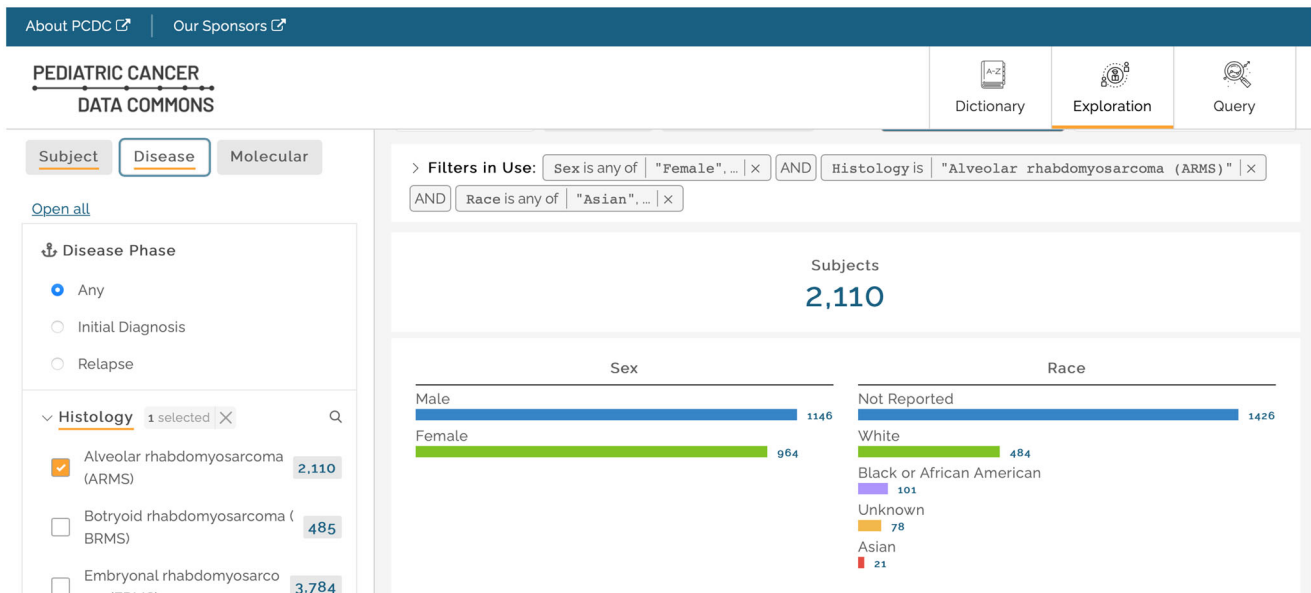 About PCDC
Our Sponsors
PEDIATRIC CANCER
DATA COMMONS
A-Z
Dictionary
Exploration
Query
Subject
Disease
Molecular
> Filters in Use: Sex is any of "Female", … × AND Histology is "Alveolar rhabdomyosarcoma (ARMS)" ×
AND Race is any of "Asian", … ×
Open all
Disease Phase
Any
Initial Diagnosis
Relapse
Histology 1 selected ×
Alveolar rhabdomyosarcoma
(ARMS)
2,110
Botryoid rhabdomyosarcoma (
BRMS)
485
Embryonal rhabdomyosarco
3,784
Subjects
2,110
Sex
Male
1146
Female
964
Race
Not Reported
1426
White
484
Black or African American
101
Unknown
78
Asian
21